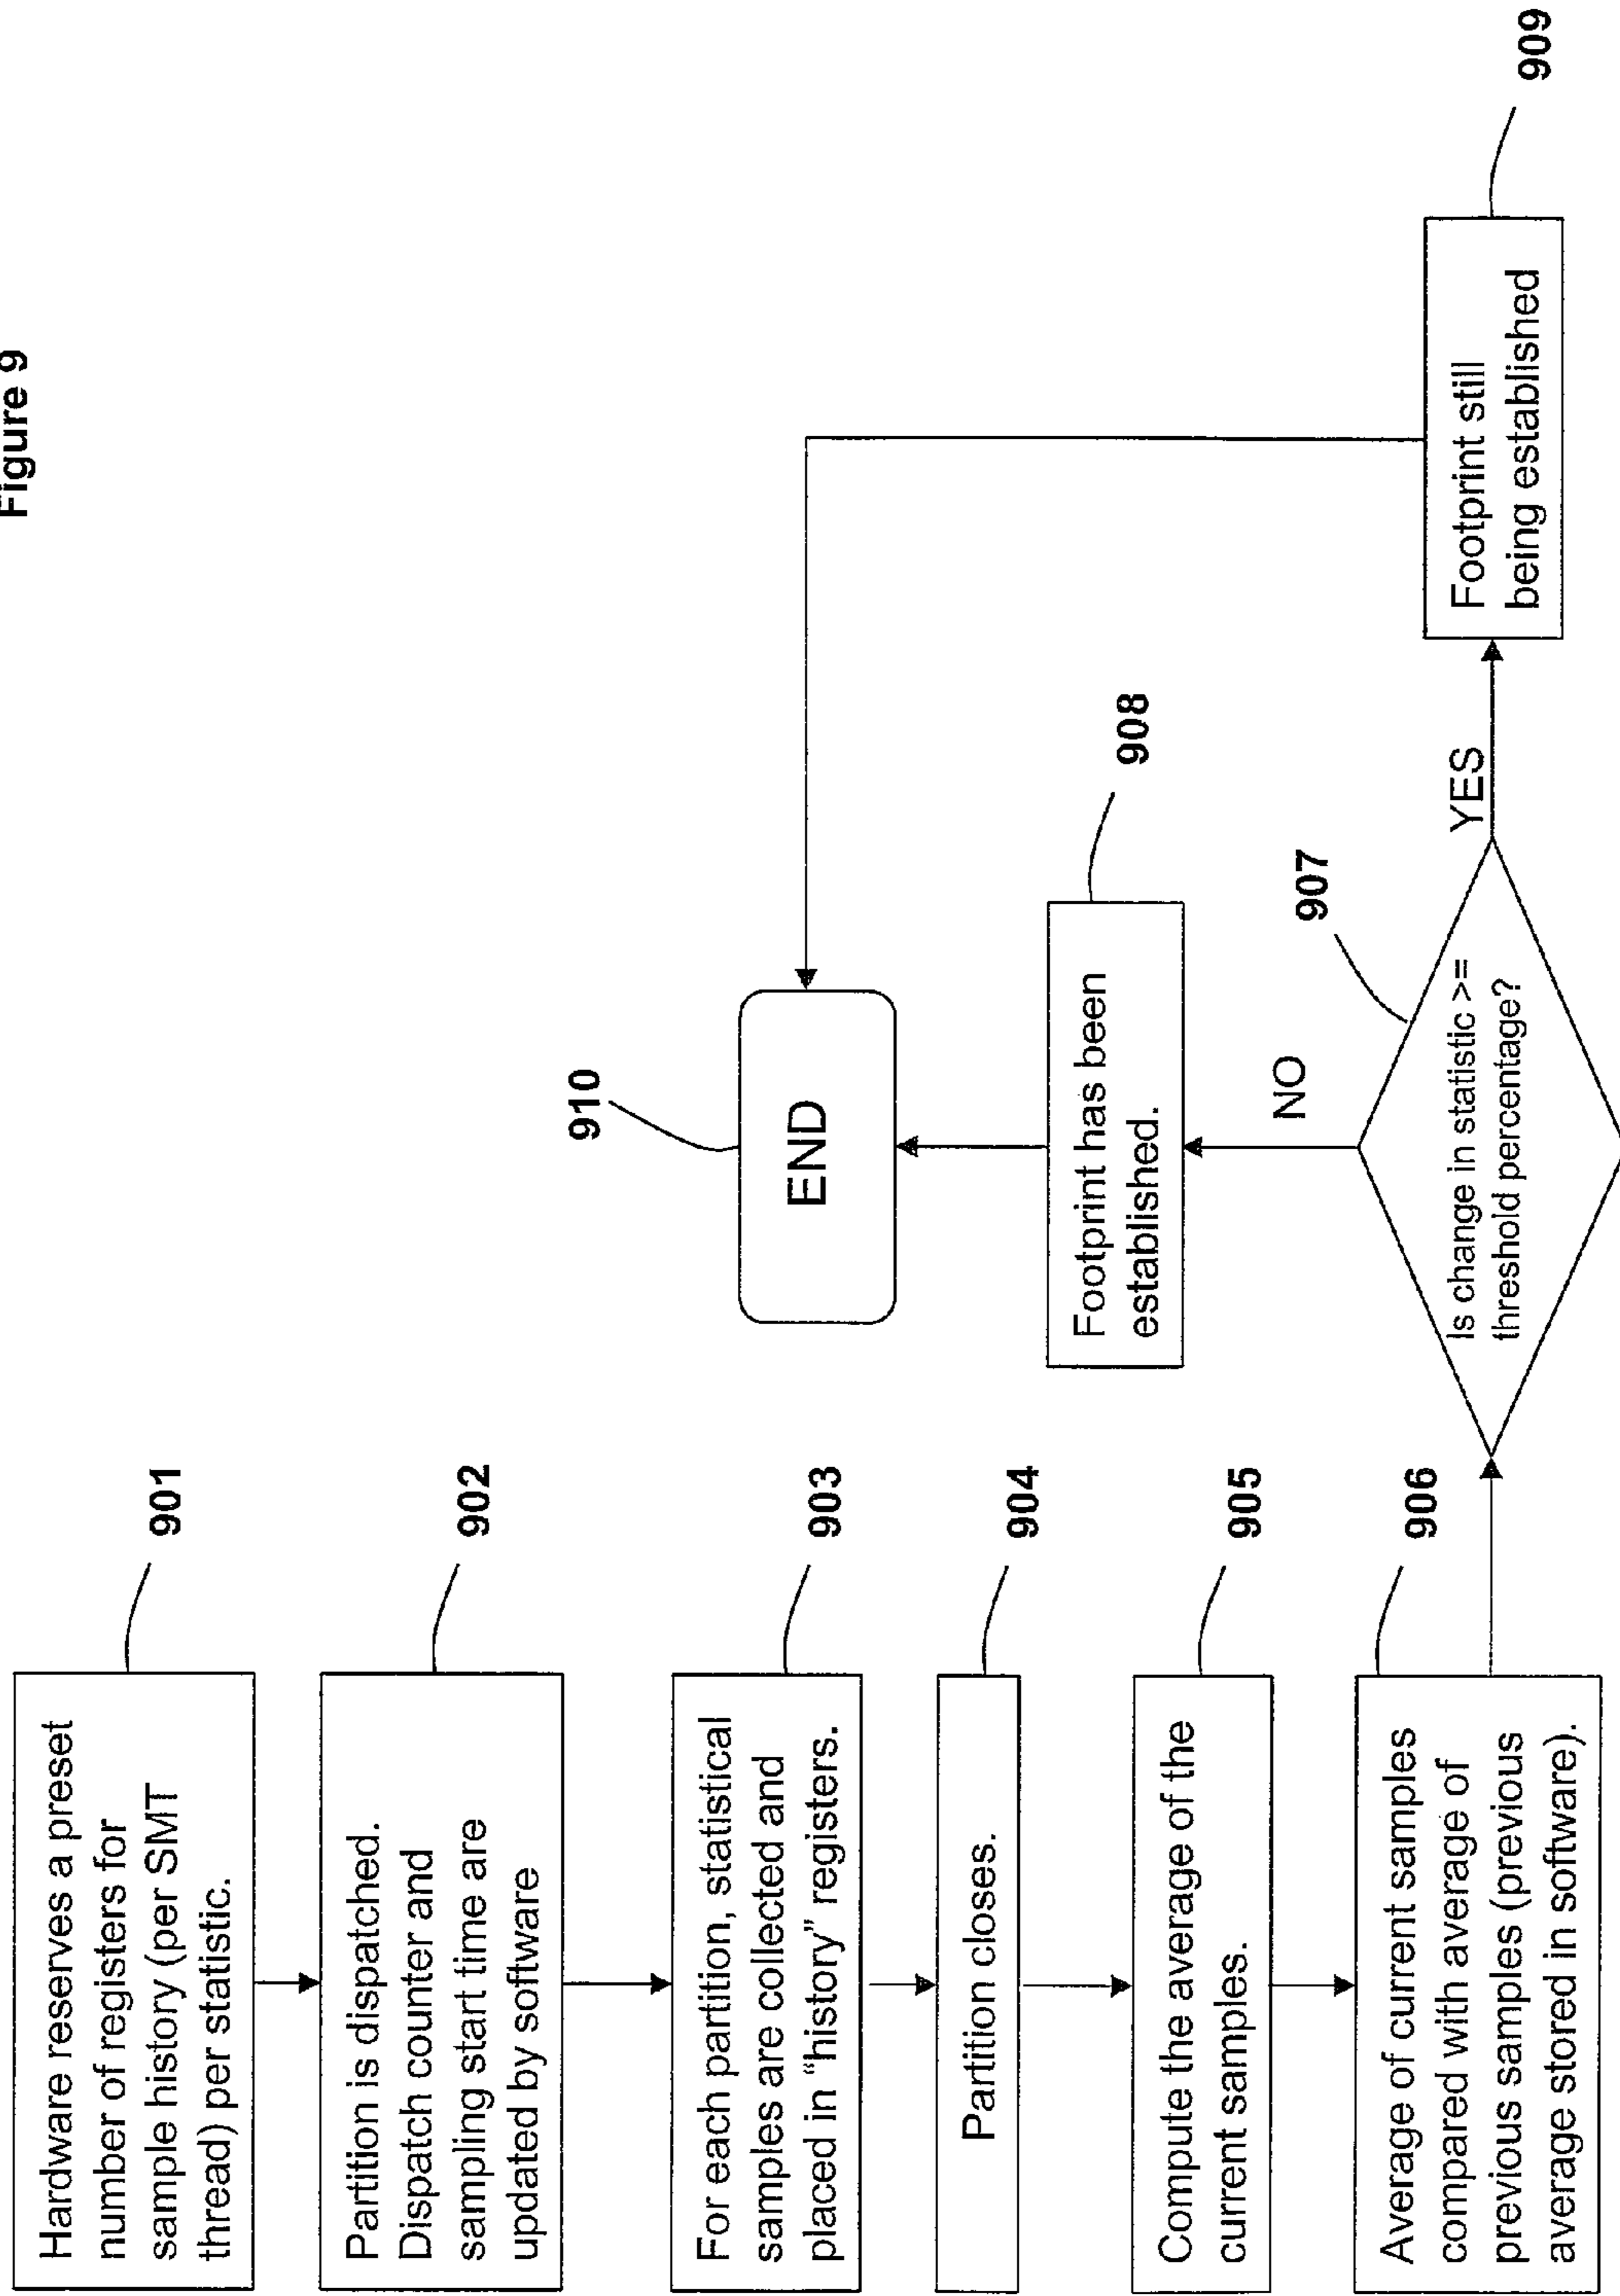 Figure 9
Hardware reserves a preset
number of registers for
sample history (per SMT
thread) per statistic.
901
Partition is dispatched.
Dispatch counter and
sampling start time are
updated by software
902
For each partition, statistical
samples are collected and
placed in “history” registers.
903
Partition closes.
904
Compute the average of the
current samples.
905
Average of current samples
compared with average of
previous samples (previous
average stored in software).
906
Is change in statistic >=
threshold percentage?
907
NO
YES
Footprint has been
established.
908
Footprint still
being established
909
END
910